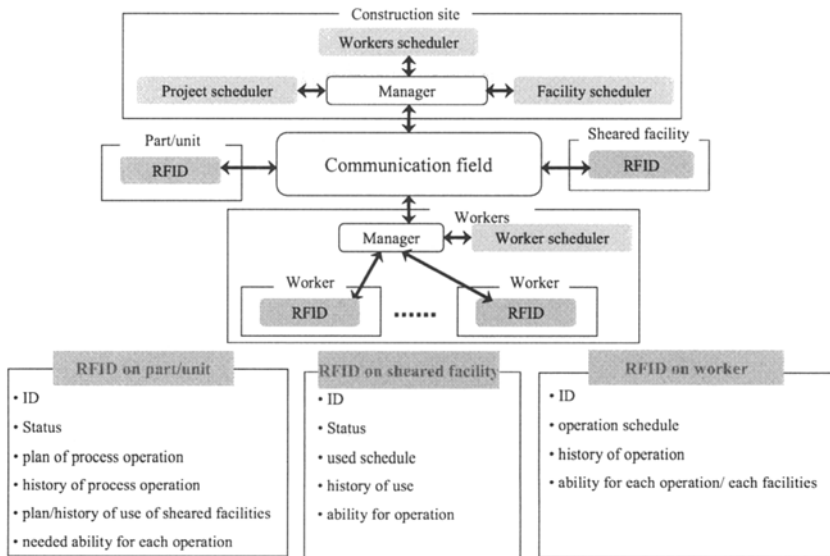 Construction site
Workers scheduler
Project scheduler
Manager
Facility scheduler
Part/unit
Sheared facility
RFID
Communication field
RFID
Workers
Manager
Worker scheduler
Worker
Worker
RFID
......
RFID
RFID on part/unit
• ID
• Status
• plan of process operation
• history of process operation
• plan/history of use of sheared facilities
• needed ability for each operation
RFID on sheared facility
• ID
• Status
• used schedule
• history of use
• ability for operation
RFID on worker
• ID
• operation schedule
• history of operation
• ability for each operation/ each facilities